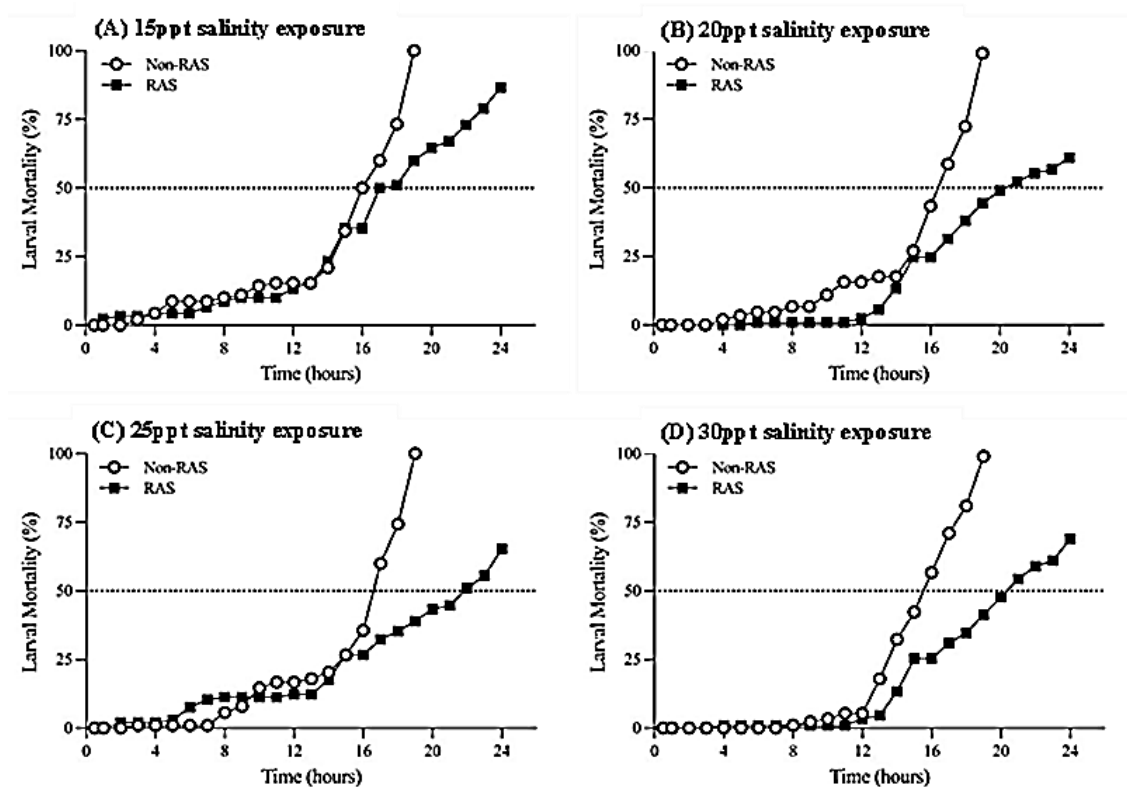 (A) 15ppt salinity exposure
Non-RAS
RAS
Larval Mortality (%)
100
75
50
25
0
0 4 8 12 16 20 24
Time (hours)
(B) 20ppt salinity exposure
Non-RAS
RAS
Larval Mortality (%)
100
75
50
25
0
0 4 8 12 16 20 24
Time (hours)
(C) 25ppt salinity exposure
Non-RAS
RAS
Larval Mortality (%)
100
75
50
25
0
0 4 8 12 16 20 24
Time (hours)
(D) 30ppt salinity exposure
Non-RAS
RAS
Larval Mortality (%)
100
75
50
25
0
0 4 8 12 16 20 24
Time (hours)